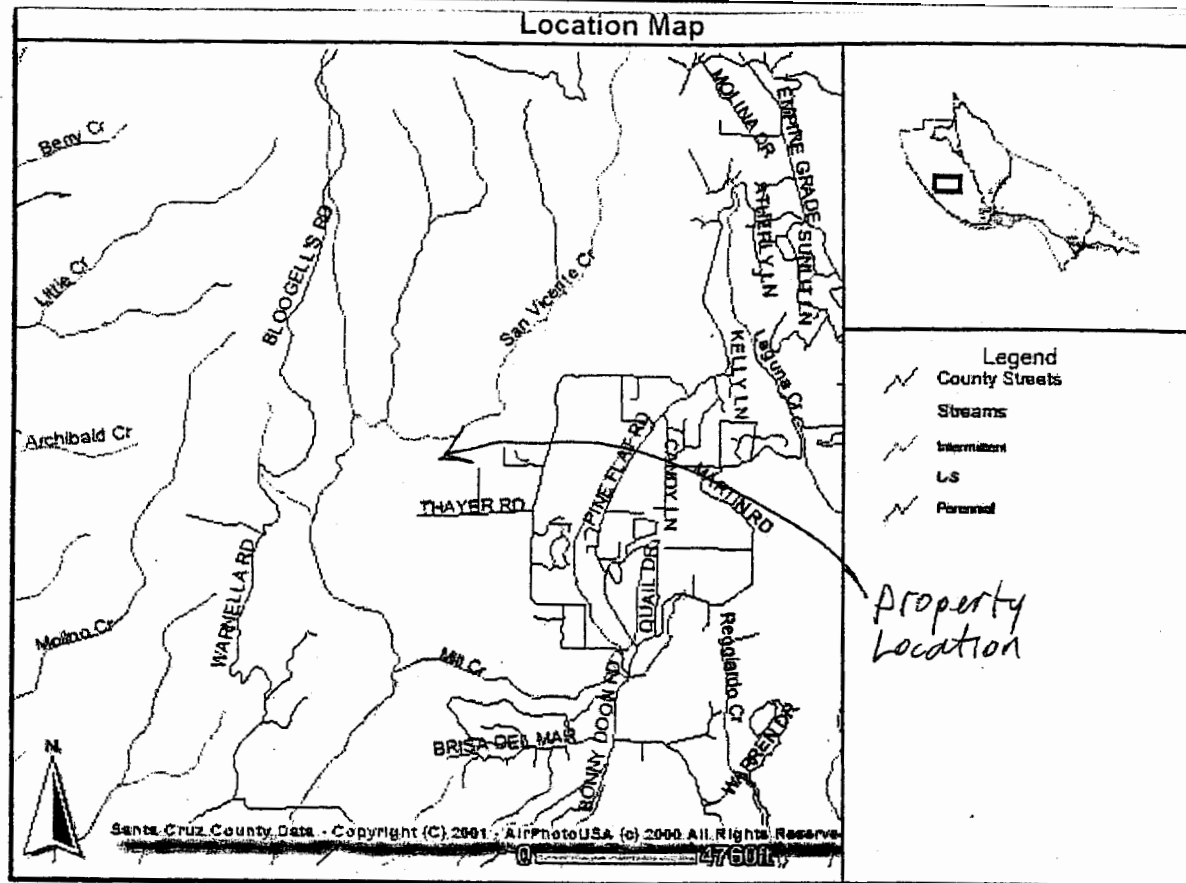 Location Map
MOLINA DR
EMPINE GRADE
Berry Cr
ATHERLY LN
SUNLIT LN
BLOOGELL'S RD
Little Cr
San Vicente Cr
KELLY LN
Laguna Cr
Legend
County Streets
Streams
Intermittent
US
Perennial
Archibald Cr
PINE FLAT RD
CANDY LN
MARTIN RD
THAYER RD
QUAIL DR
WARNELLA RD
Property
Location
Molino Cr
Mill Cr
Reggiardo Cr
BONNY DOON RD
BRISA DEL MAR
WARREN DR
N
Santa Cruz County Data - Copyright (C) 2001 - AirPhotoUSA (c) 2000 All Rights Reserve
0 4760ft